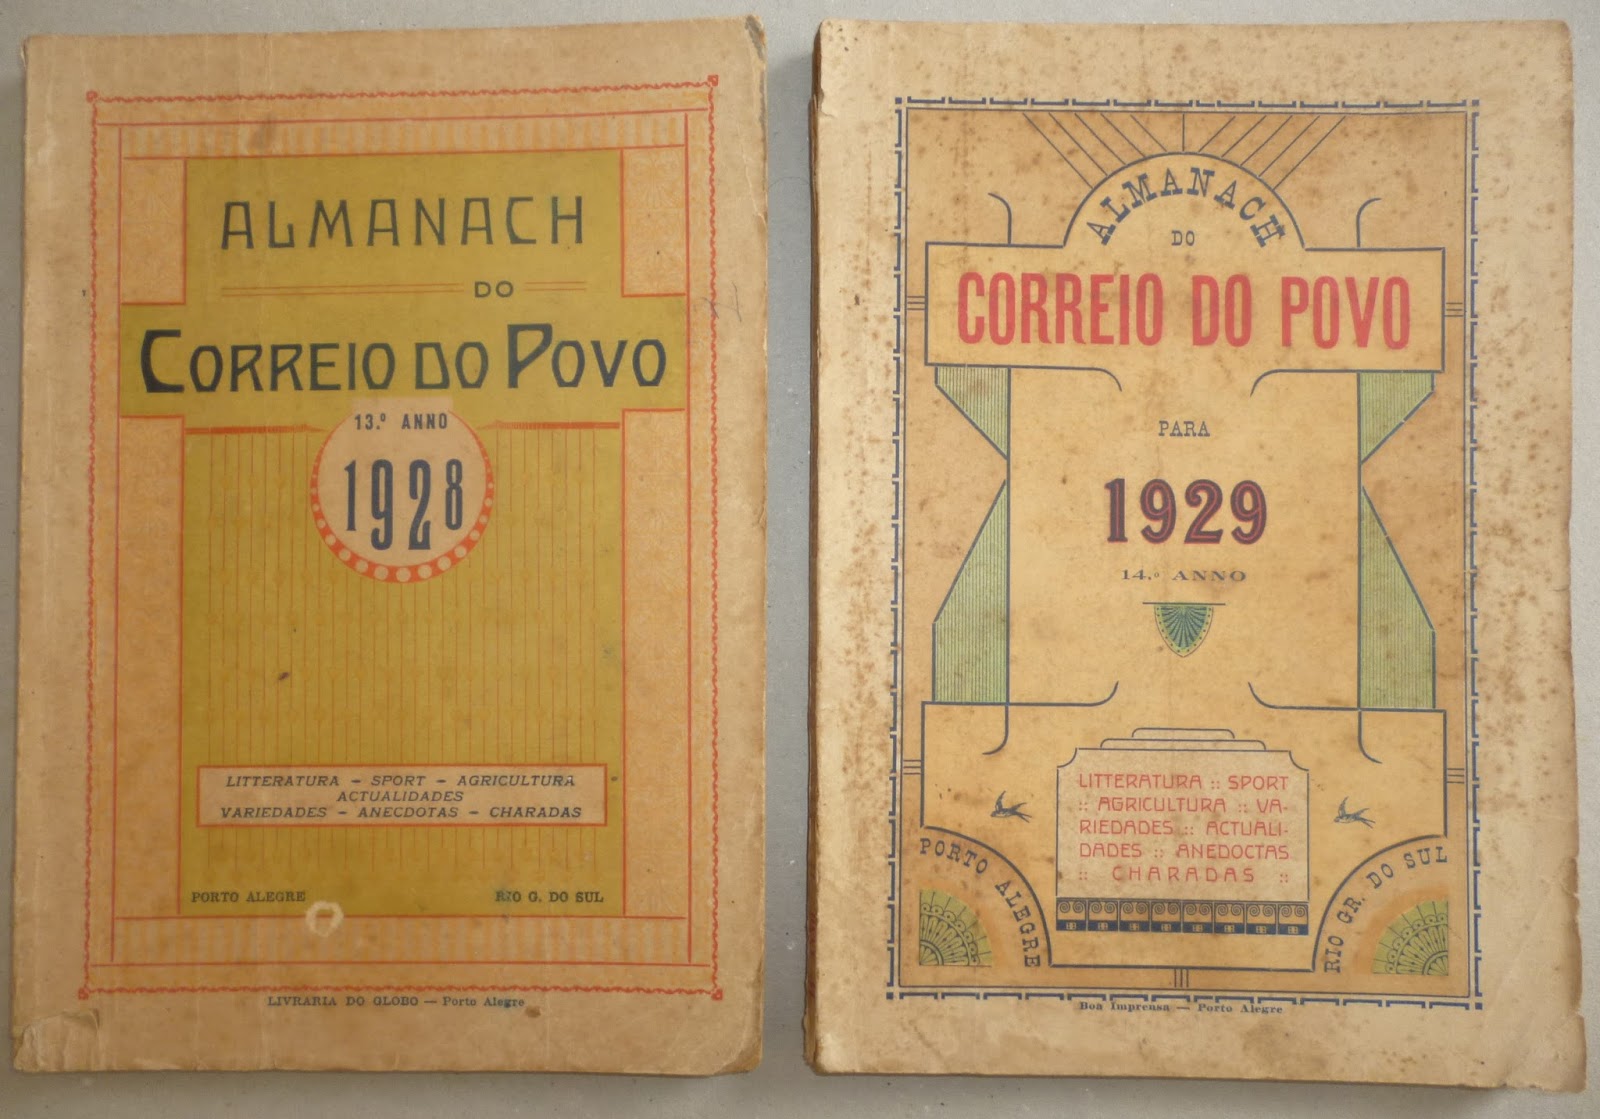 ALMANACH
DO
CORREIO DO POVO
13.º ANNO
1928
LITTERATURA – SPORT – AGRICULTURA
ACTUALIDADES
VARIEDADES – ANECDOTAS – CHARADAS
PORTO ALEGRE RIO G. DO SUL
LIVRARIA DO GLOBO — Porto Alegre
ALMANACH
DO
CORREIO DO POVO
PARA
1929
14.º ANNO
LITTERATURA :: SPORT
:: AGRICULTURA :: VA-
RIEDADES :: ACTUALI-
DADES :: ANEDOCTAS
:: CHARADAS ::
PORTO ALEGRE
RIO GR. DO SUL
Boa Imprensa — Porto Alegre